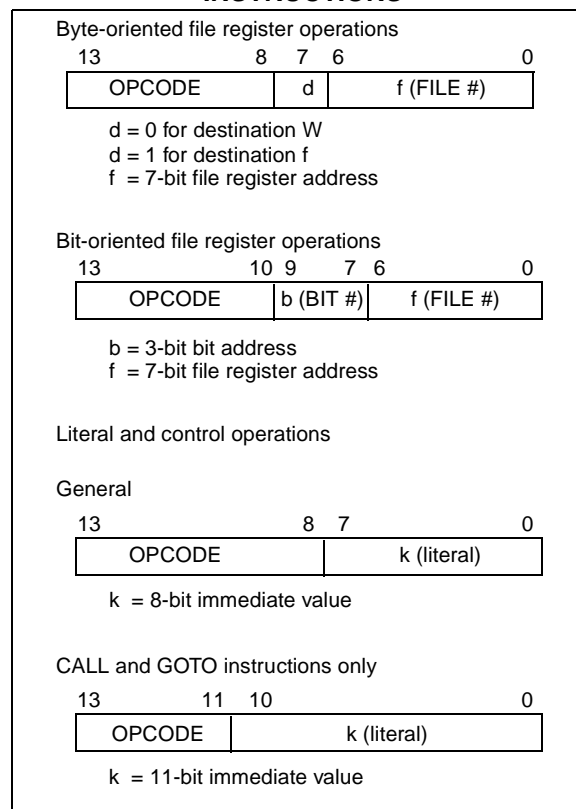 Byte-oriented file register operations
13 8 7 6 0
OPCODE d f (FILE #)
d = 0 for destination W
d = 1 for destination f
f = 7-bit file register address
Bit-oriented file register operations
13 10 9 7 6 0
OPCODE b (BIT #) f (FILE #)
b = 3-bit bit address
f = 7-bit file register address
Literal and control operations
General
13 8 7 0
OPCODE k (literal)
k = 8-bit immediate value
CALL and GOTO instructions only
13 11 10 0
OPCODE k (literal)
k = 11-bit immediate value